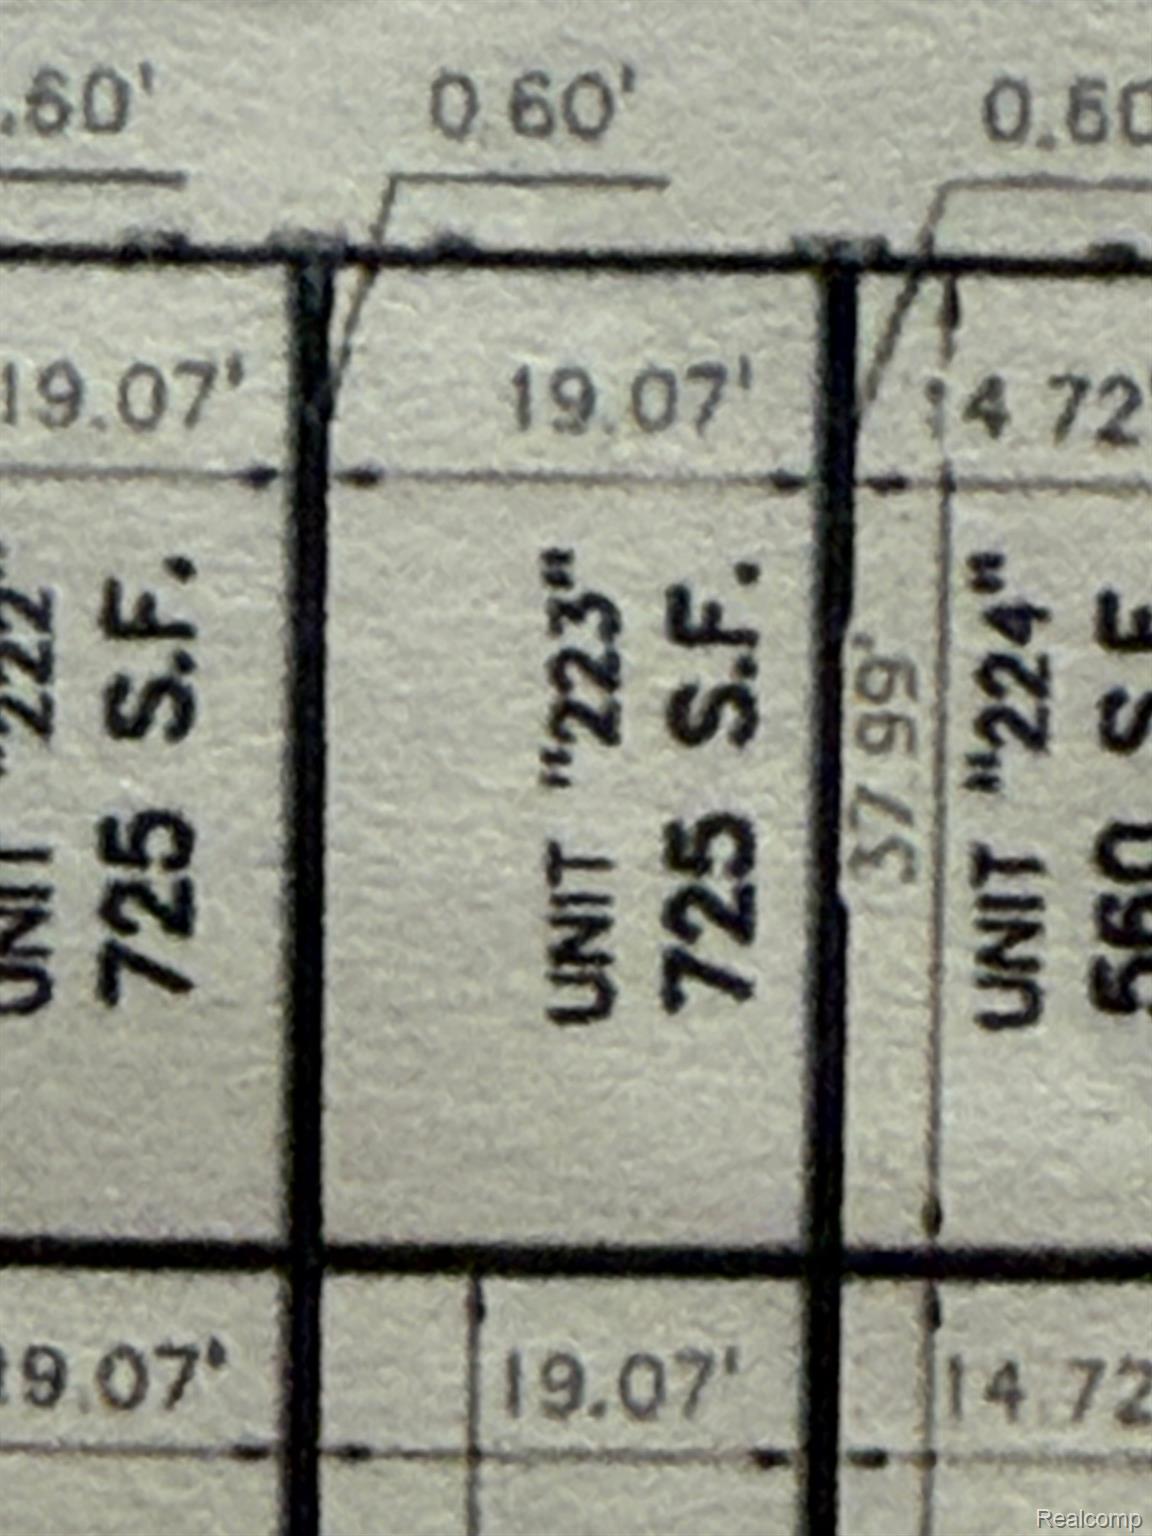 .60'
0.60'
0.60
19.07'
19.07'
14.72'
UNIT "222"
725 S.F.
UNIT "223"
725 S.F.
37.99'
UNIT "224"
560 S.F.
19.07'
19.07'
14.72
Realcomp